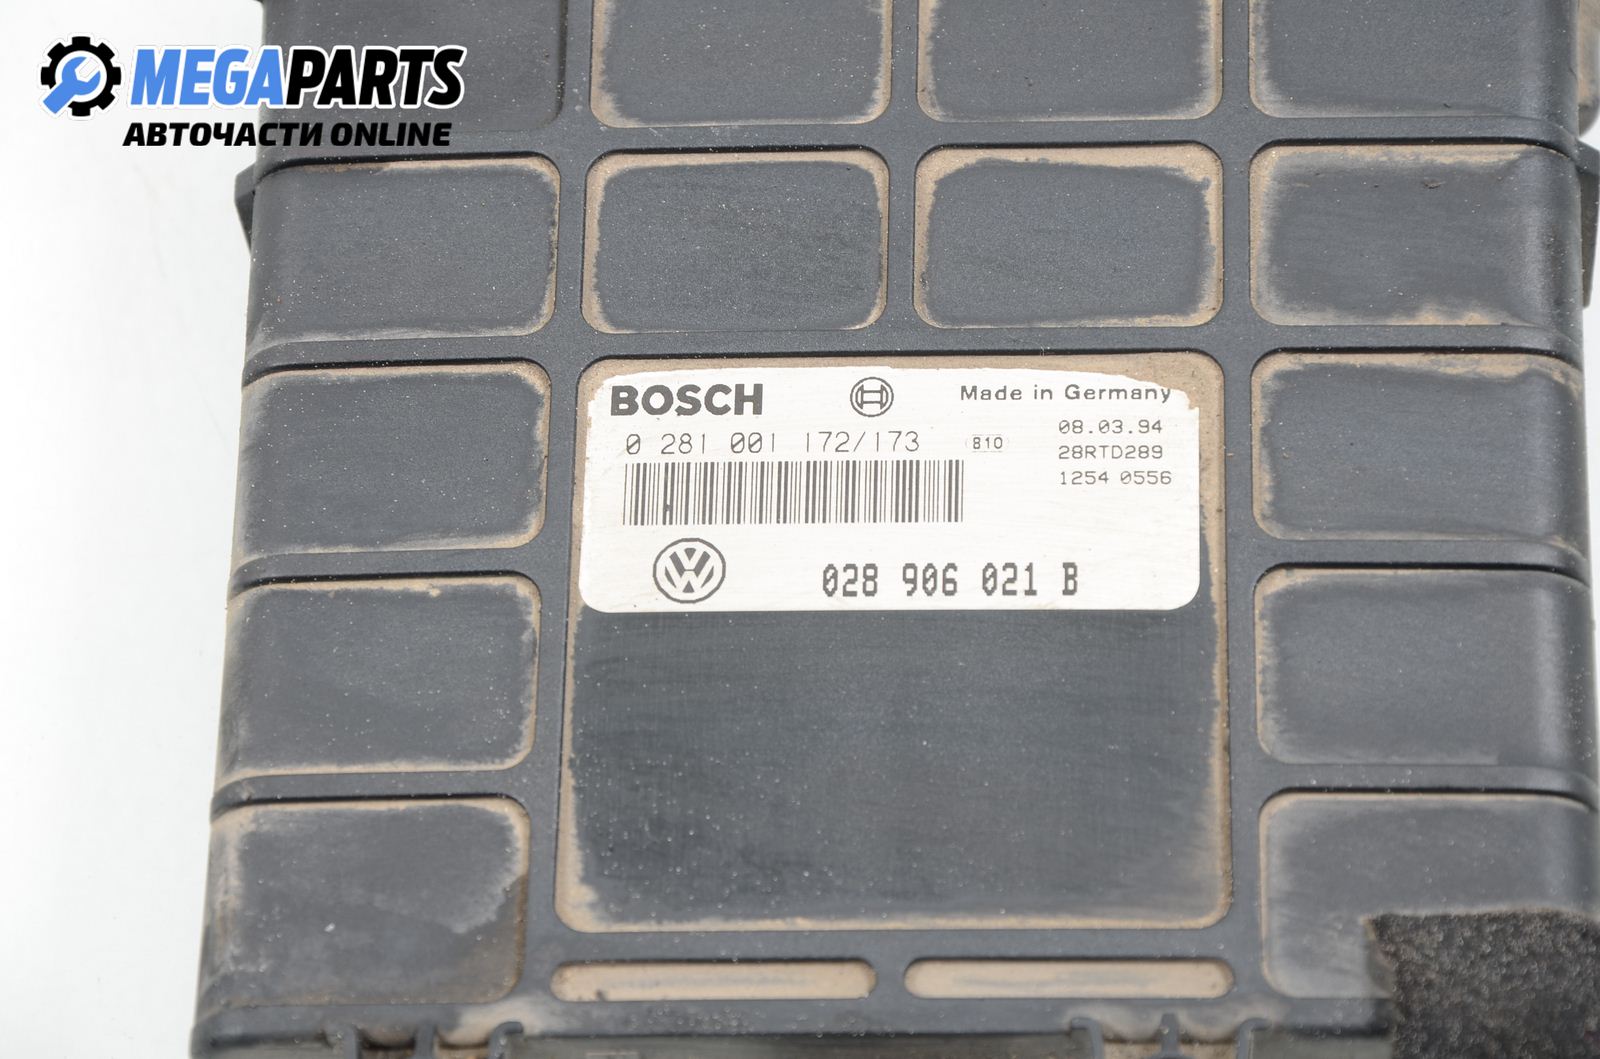 MEGAPARTS
АВТОЧАСТИ ONLINE
BOSCH
Made in Germany
0 281 001 172/173
810
08.03.94
28RTD289
1254 0556
028 906 021 B